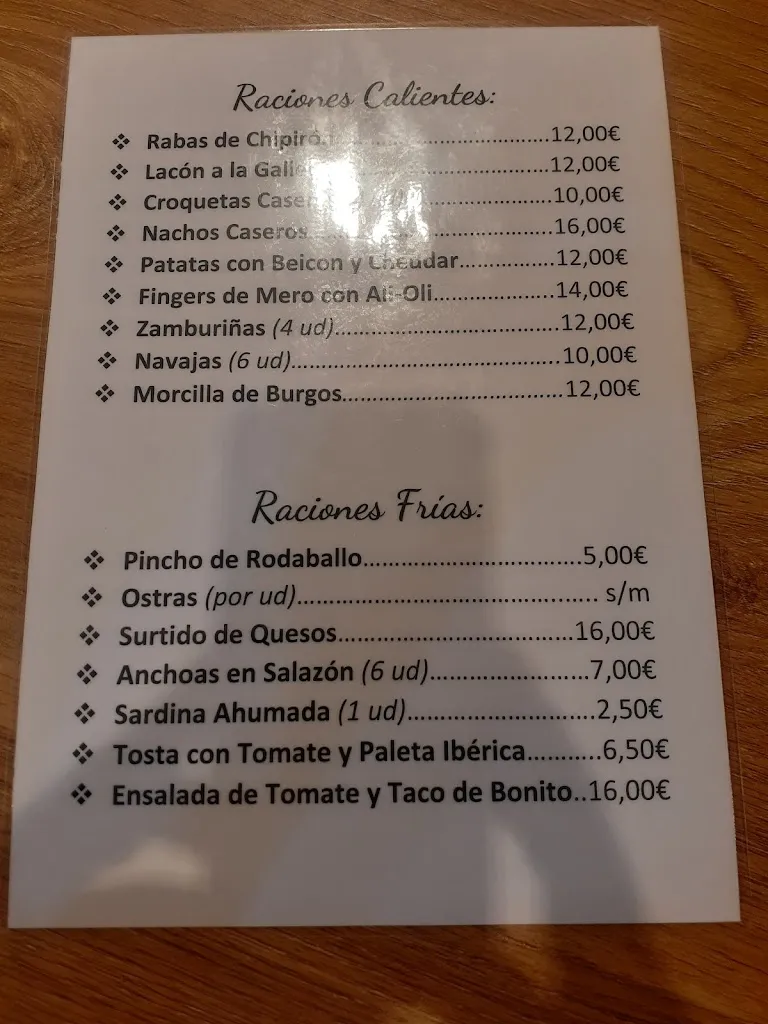 Raciones Calientes:
❖ Rabas de ..........12,00€
❖ Lacón a la ..........12,00€
❖ Croquetas ..........10,00€
❖ Nachos Caseros..........16,00€
❖ Patatas con Beicon y Cheddar..........12,00€
❖ Fingers de Mero con Ali-Oli..........14,00€
❖ Zamburiñas (4 ud)..........12,00€
❖ Navajas (6 ud)..........10,00€
❖ Morcilla de Burgos..........12,00€
Raciones Frías:
❖ Pincho de Rodaballo..........5,00€
❖ Ostras (por ud).......... s/m
❖ Surtido de Quesos..........16,00€
❖ Anchoas en Salazón (6 ud)..........7,00€
❖ Sardina Ahumada (1 ud)..........2,50€
❖ Tosta con Tomate y Paleta Ibérica..........6,50€
❖ Ensalada de Tomate y Taco de Bonito..16,00€